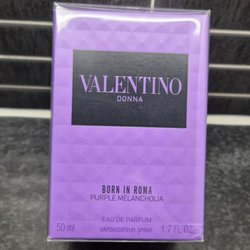 VALENTINO
DONNA
BORN IN ROMA
PURPLE MELANCHOLIA
EAU DE PARFUM
VAPORISATEUR SPRAY
50 ml
1.7 FL. OZ.